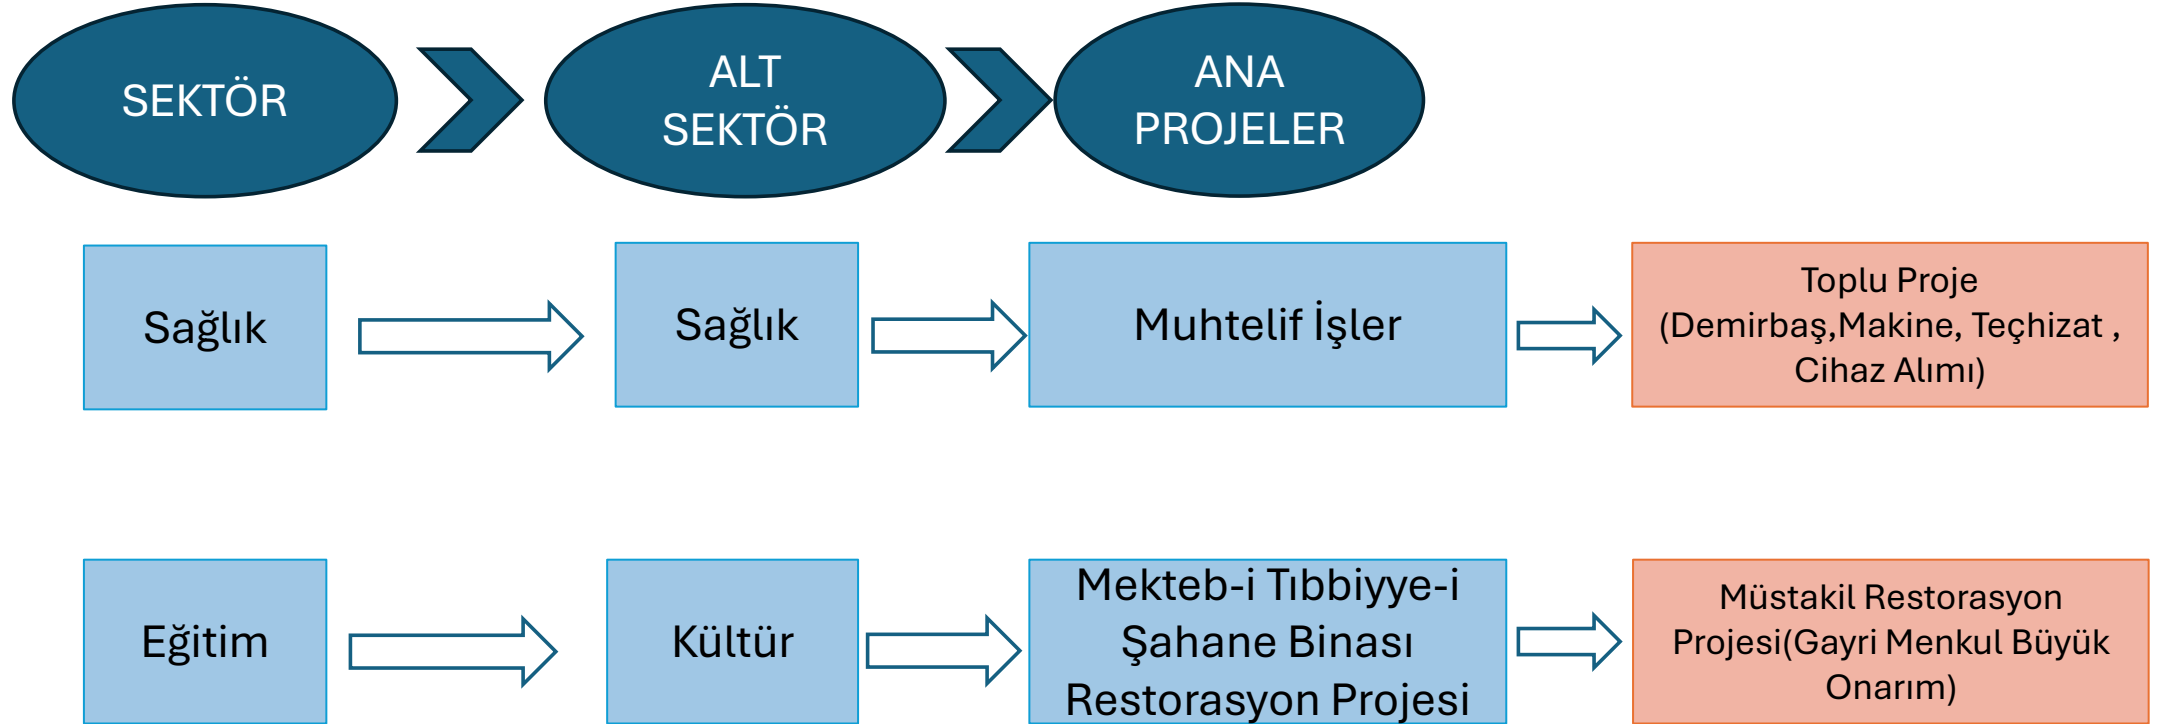 SEKTÖR
ALT
SEKTÖR
ANA
PROJELER
Sağlık
Sağlık
Muhtelif İşler
Toplu Proje
(Demirbaş,Makine, Teçhizat ,
Cihaz Alımı)
Eğitim
Kültür
Mekteb-i Tıbbiyye-i
Şahane Binası
Restorasyon Projesi
Müstakil Restorasyon
Projesi(Gayri Menkul Büyük
Onarım)